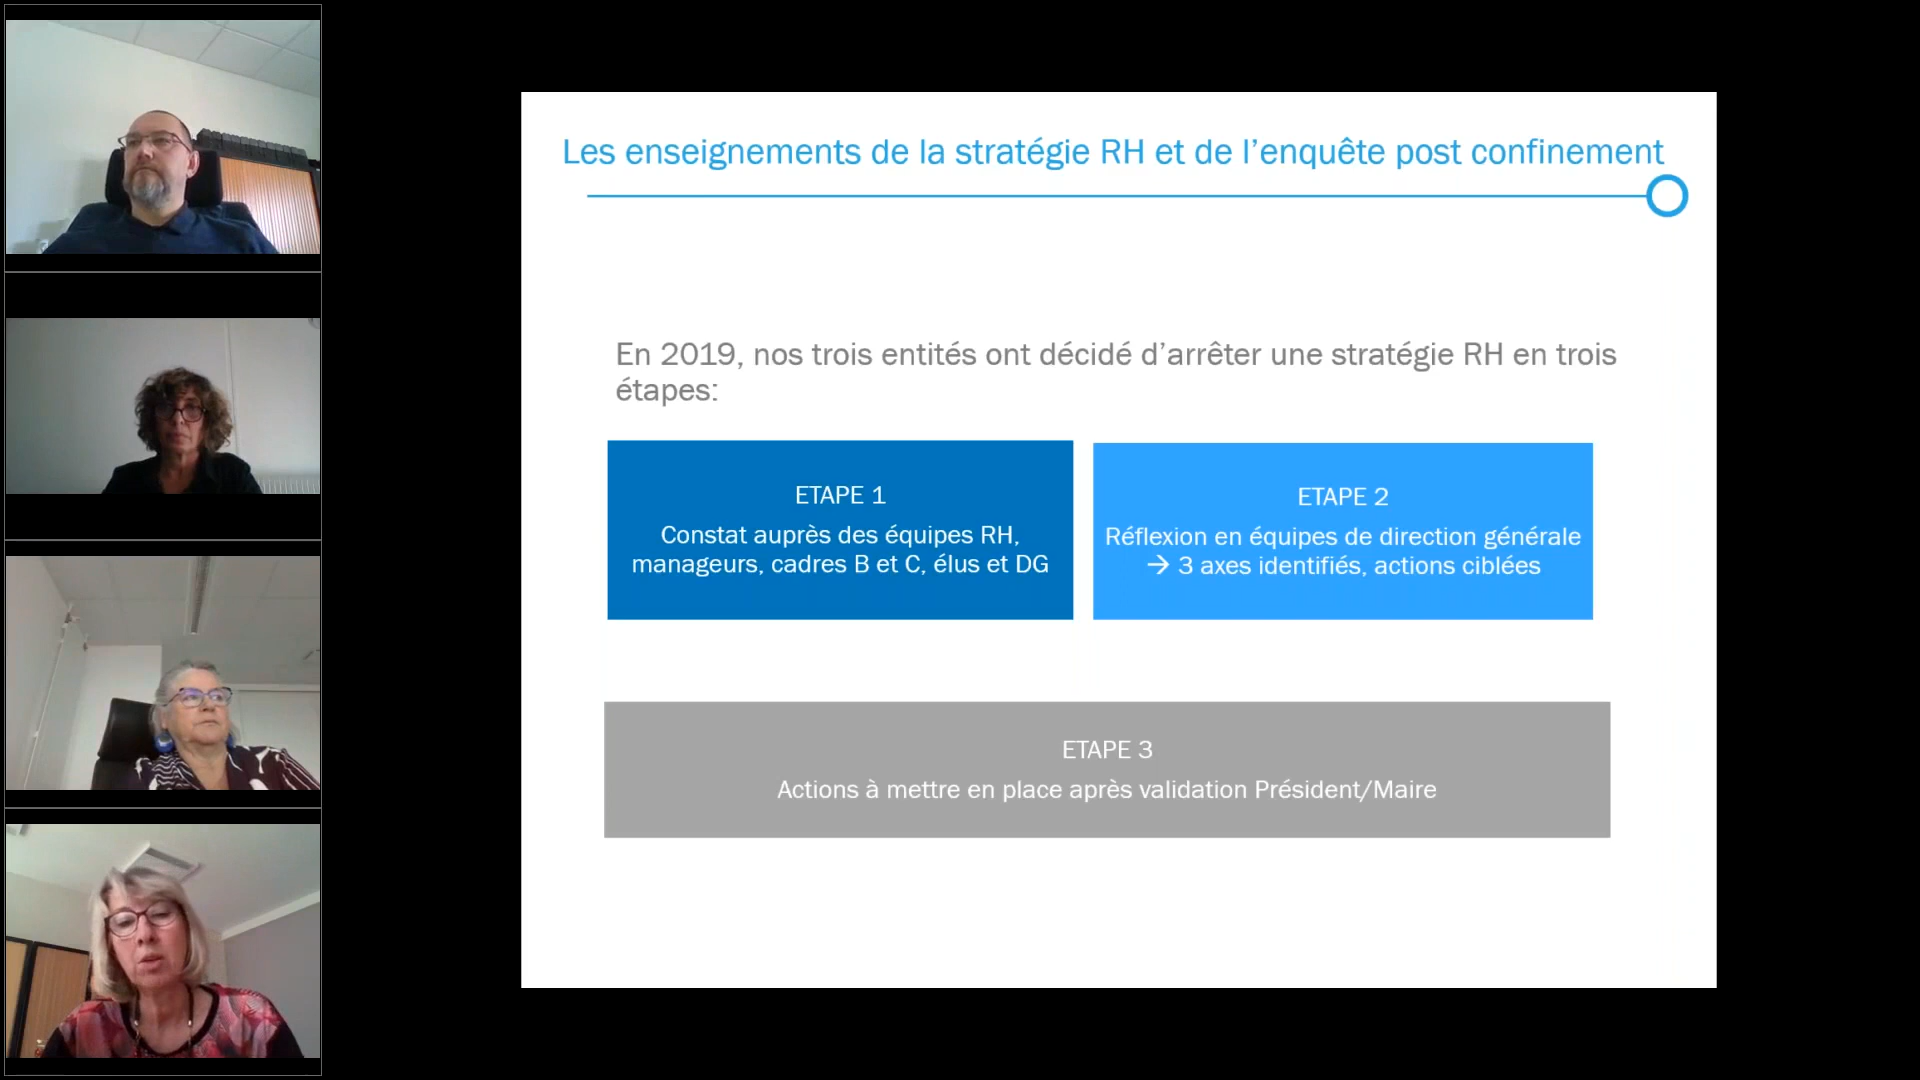 Les enseignements de la stratégie RH et de l’enquête post confinement
En 2019, nos trois entités ont décidé d’arrêter une stratégie RH en trois
étapes:
ETAPE 1
Constat auprès des équipes RH,
manageurs, cadres B et C, élus et DG
ETAPE 2
Réflexion en équipes de direction générale
→ 3 axes identifiés, actions ciblées
ETAPE 3
Actions à mettre en place après validation Président/Maire